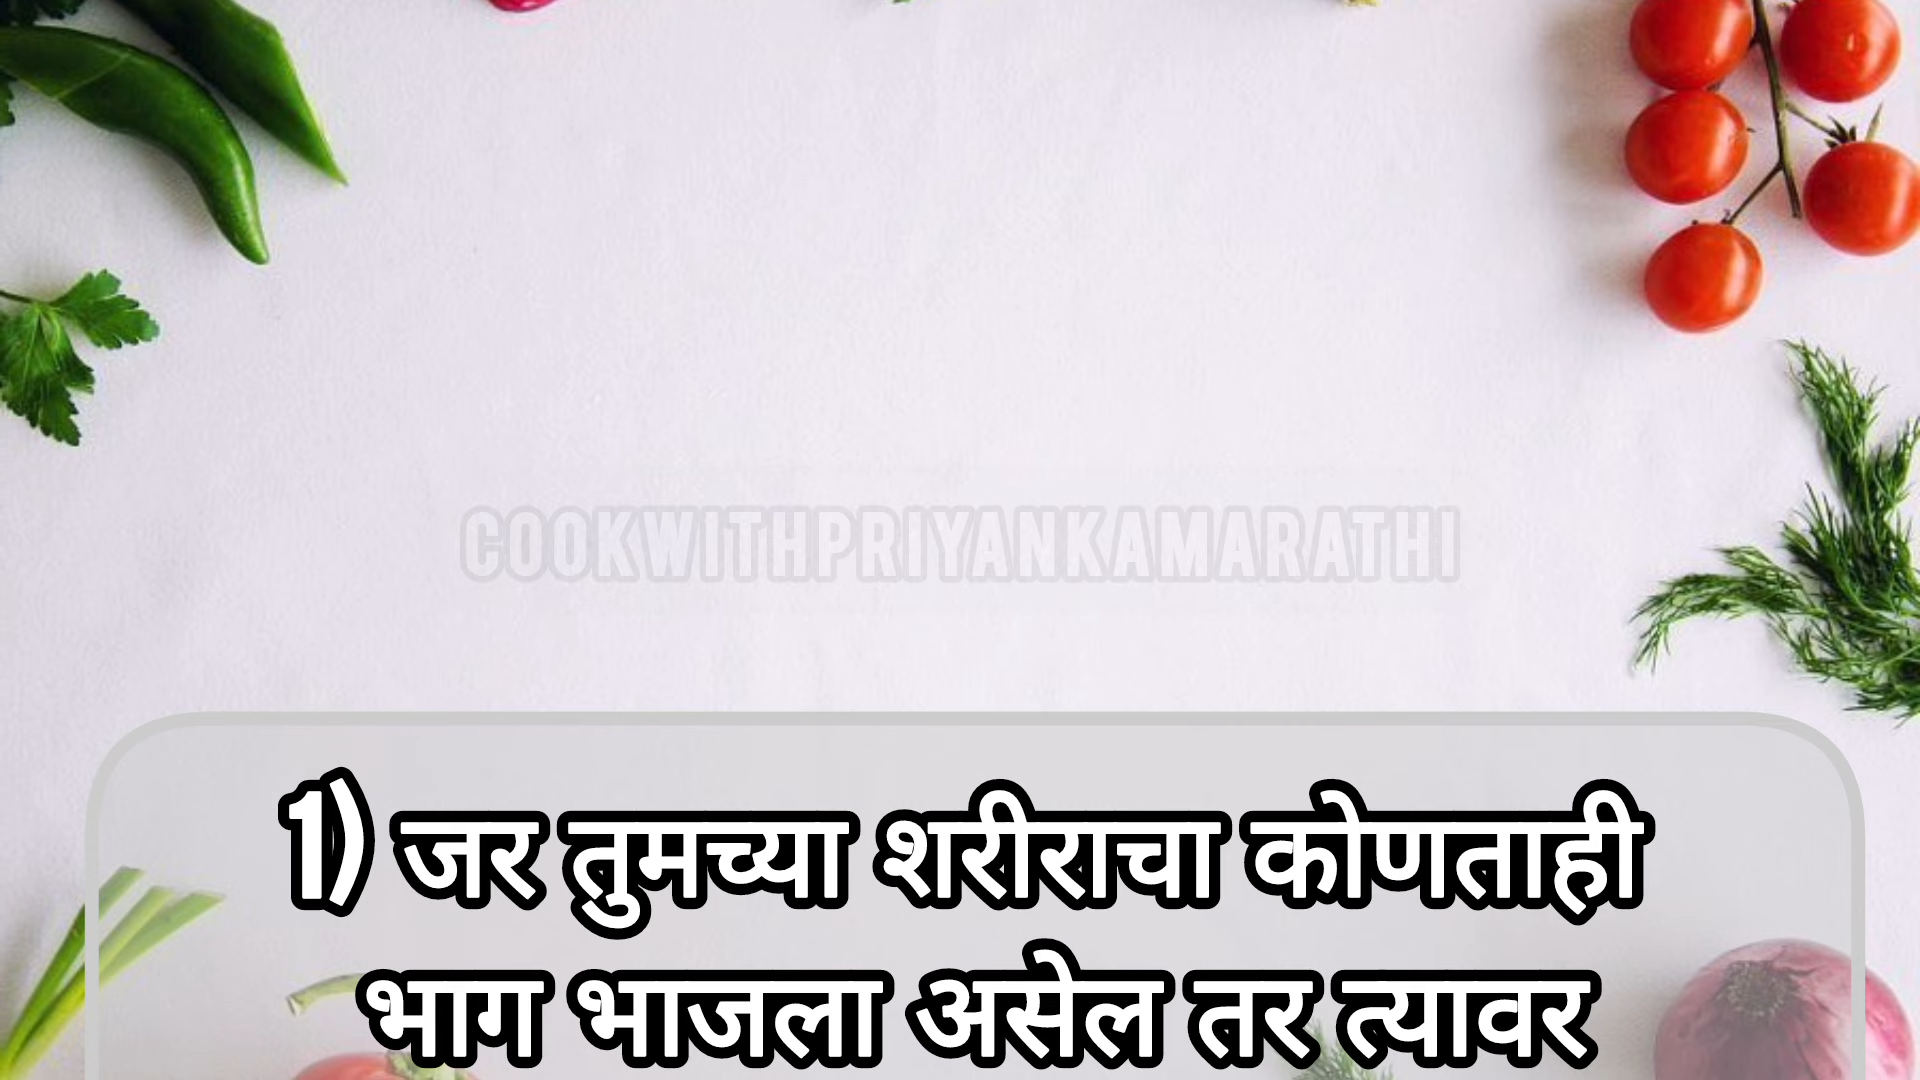 COOKWITHPRIYANKAMARATHI
1) जर तुमच्या शरीराचा कोणताही
भाग भाजला असेल तर त्यावर